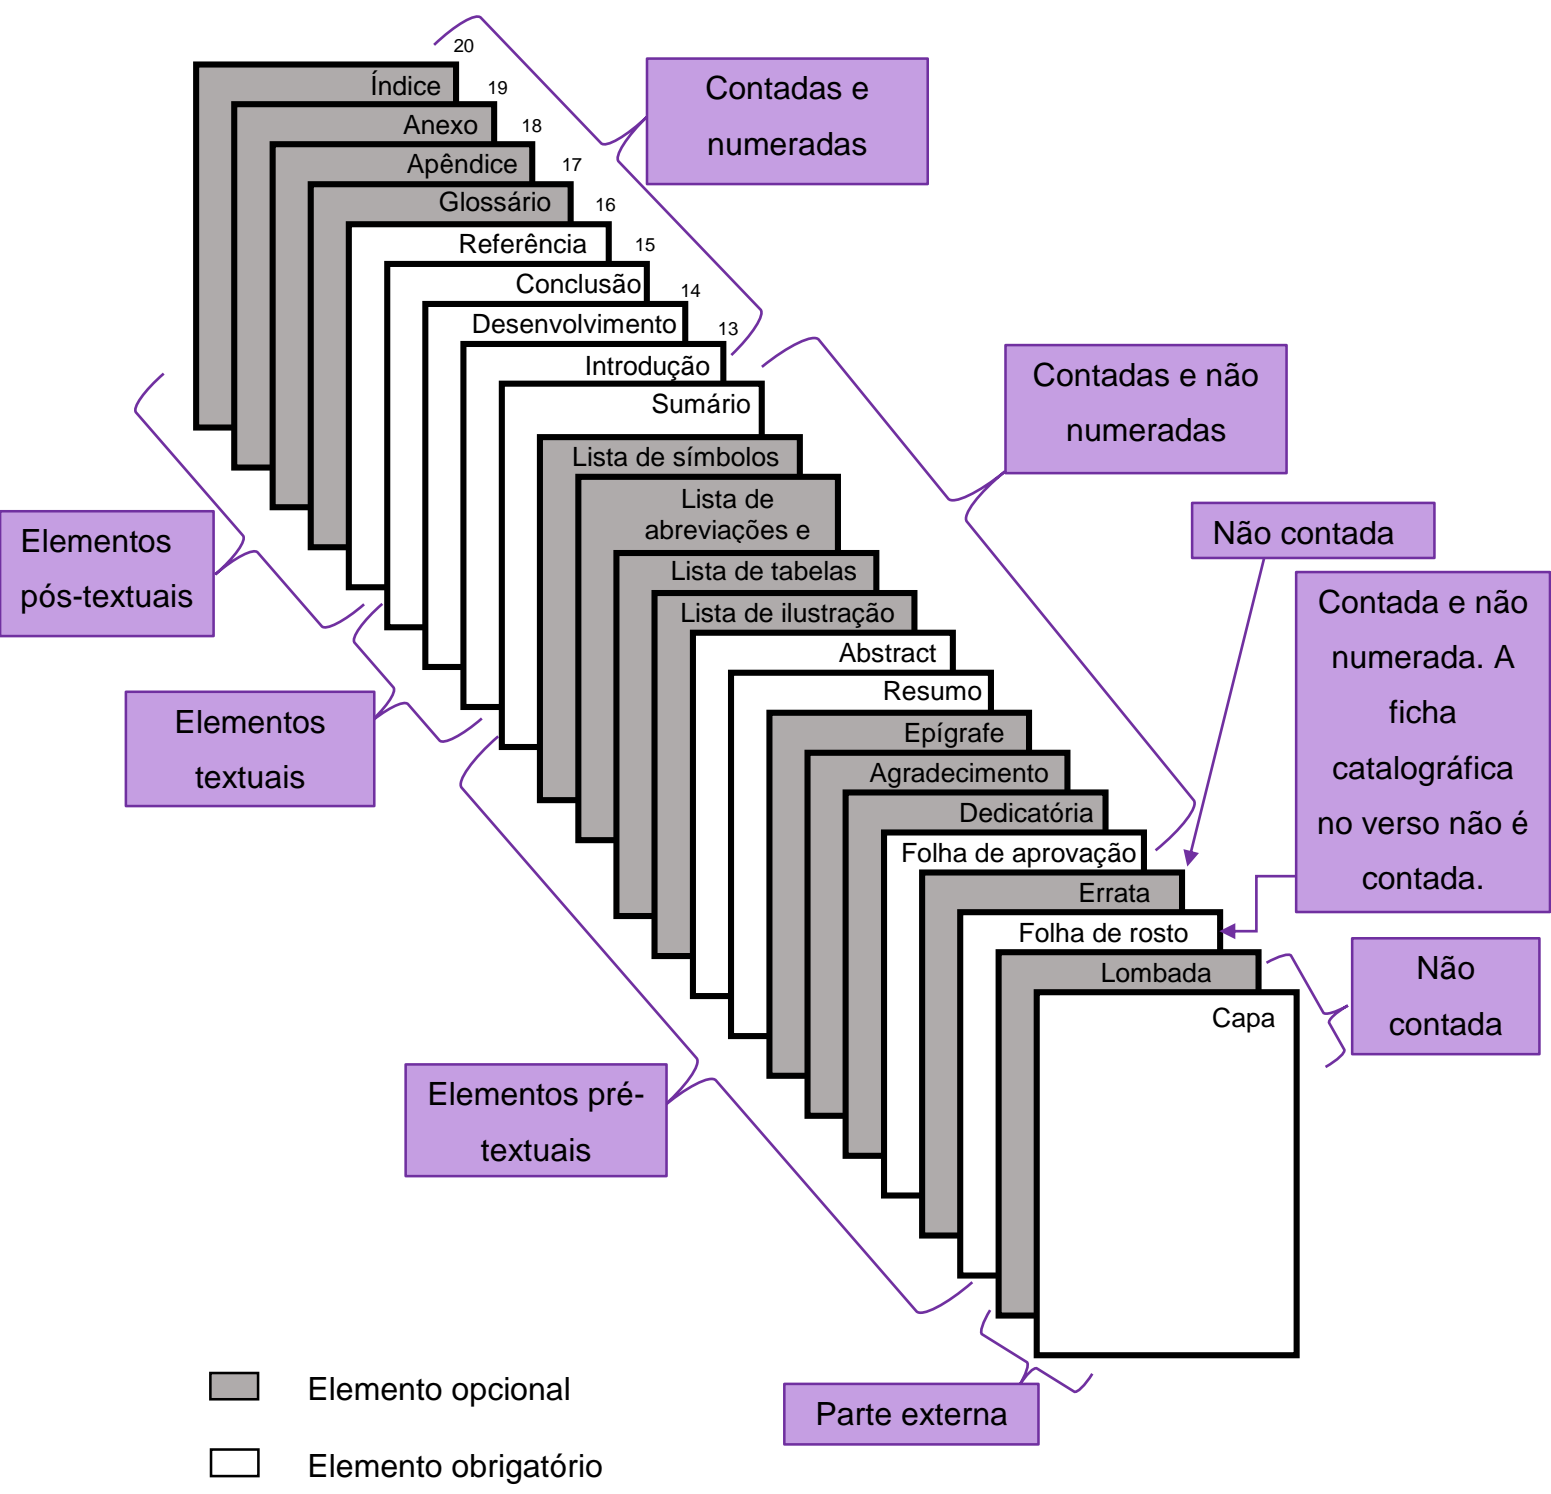 20
Índice
19
Anexo
18
Apêndice
17
Glossário
16
Referência
15
Conclusão
14
Desenvolvimento
13
Introdução
Sumário
Lista de símbolos
Lista de
abreviações e
Lista de tabelas
Lista de ilustração
Abstract
Resumo
Epígrafe
Agradecimento
Dedicatória
Folha de aprovação
Errata
Folha de rosto
Lombada
Capa
Contadas e
numeradas
Contadas e não
numeradas
Não contada
Contada e não
numerada. A
ficha
catalográfica
no verso não é
contada.
Não
contada
Elementos
pós-textuais
Elementos
textuais
Elementos pré-
textuais
Parte externa
Elemento opcional
Elemento obrigatório